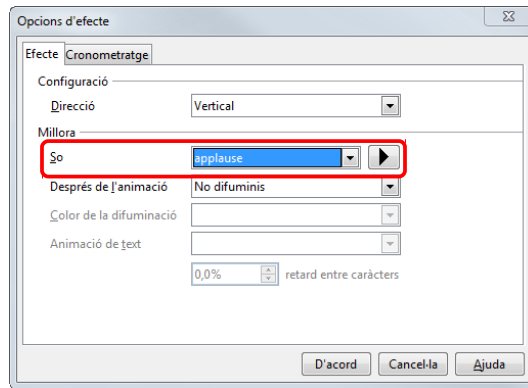 Opcions d'efecte
Efecte Cronometratge
Configuració
Direcció Vertical
Millora
So applause
Després de l'animació No difuminis
Color de la difuminació
Animació de text
0,0% retard entre caràcters
D'acord Cancel·la Ajuda